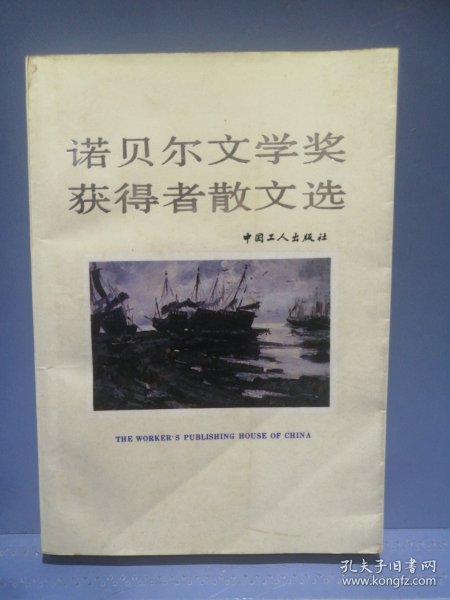 诺贝尔文学奖
获得者散文选
中国工人出版社
THE WORKER'S PUBLISHING HOUSE OF CHINA
孔夫子旧书网
www.kongfz.com